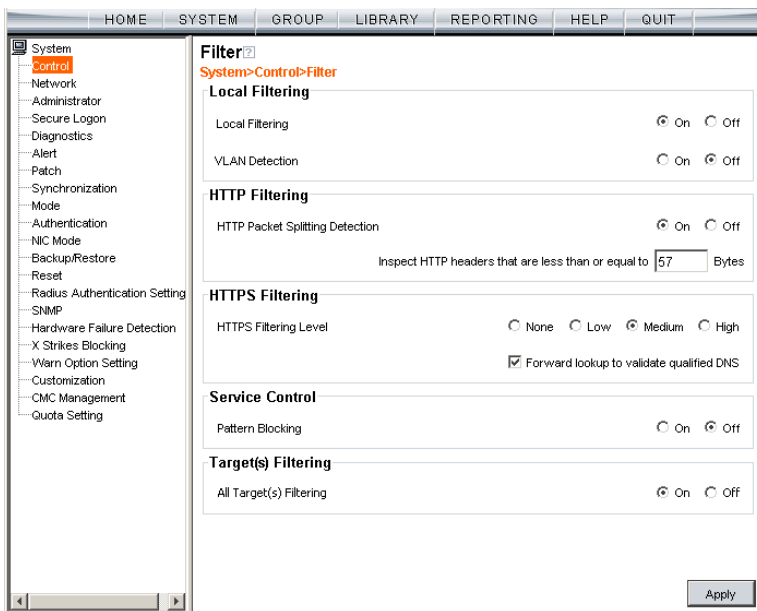 HOME SYSTEM GROUP LIBRARY REPORTING HELP QUIT
System
Control
Network
Administrator
Secure Logon
Diagnostics
Alert
Patch
Synchronization
Mode
Authentication
NIC Mode
Backup/Restore
Reset
Radius Authentication Setting
SNMP
Hardware Failure Detection
X Strikes Blocking
Warn Option Setting
Customization
CMC Management
Quota Setting
Filter ?
System>Control>Filter
Local Filtering
Local Filtering On Off
VLAN Detection On Off
HTTP Filtering
HTTP Packet Splitting Detection On Off
Inspect HTTP headers that are less than or equal to 57 Bytes
HTTPS Filtering
HTTPS Filtering Level None Low Medium High
Forward lookup to validate qualified DNS
Service Control
Pattern Blocking On Off
Target(s) Filtering
All Target(s) Filtering On Off
Apply